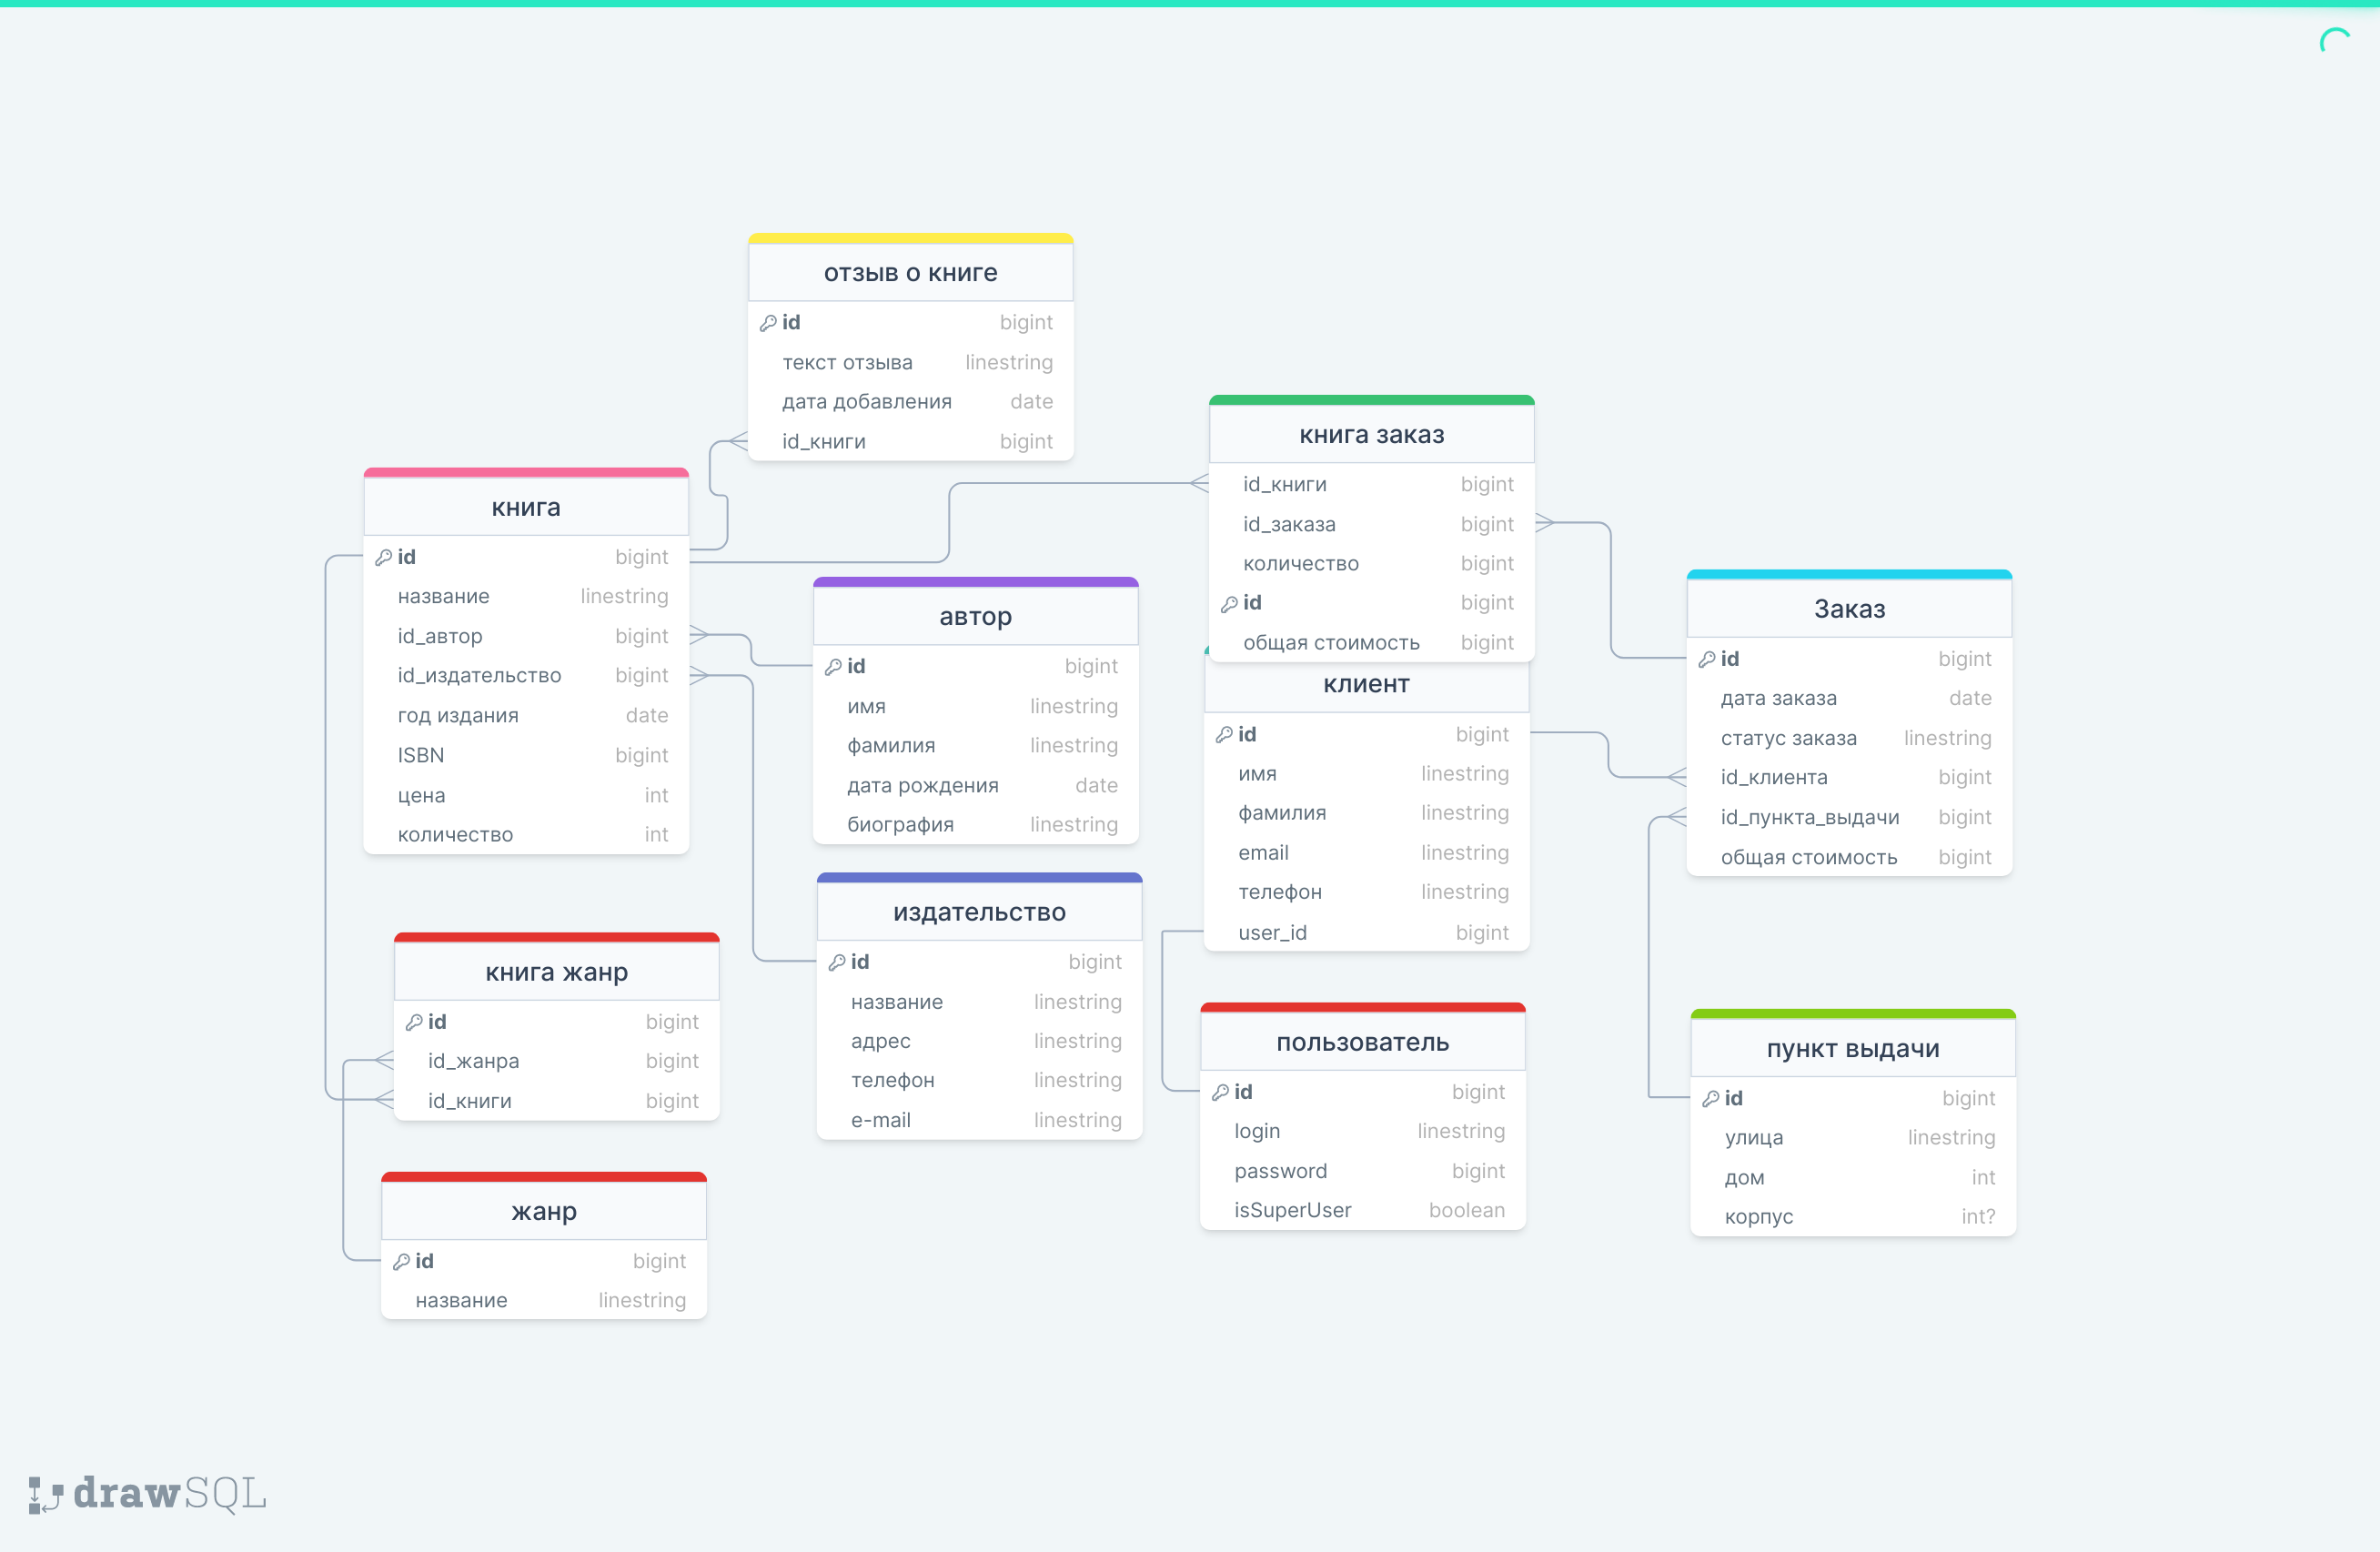 отзыв о книге
id bigint
текст отзыва linestring
дата добавления date
id_книги bigint
книга
id bigint
название linestring
id_автор bigint
id_издательство bigint
год издания date
ISBN bigint
цена int
количество int
автор
id bigint
имя linestring
фамилия linestring
дата рождения date
биография linestring
книга заказ
id_книги bigint
id_заказа bigint
количество bigint
id bigint
общая стоимость bigint
клиент
id bigint
имя linestring
фамилия linestring
email linestring
телефон linestring
user_id bigint
Заказ
id bigint
дата заказа date
статус заказа linestring
id_клиента bigint
id_пункта_выдачи bigint
общая стоимость bigint
книга жанр
id bigint
id_жанра bigint
id_книги bigint
издательство
id bigint
название linestring
адрес linestring
телефон linestring
e-mail linestring
пользователь
id bigint
login linestring
password bigint
isSuperUser boolean
пункт выдачи
id bigint
улица linestring
дом int
корпус int?
жанр
id bigint
название linestring
drawSQL